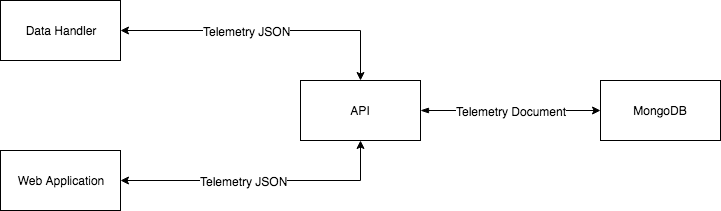 Data Handler
Telemetry JSON
API
Telemetry Document
MongoDB
Web Application
Telemetry JSON